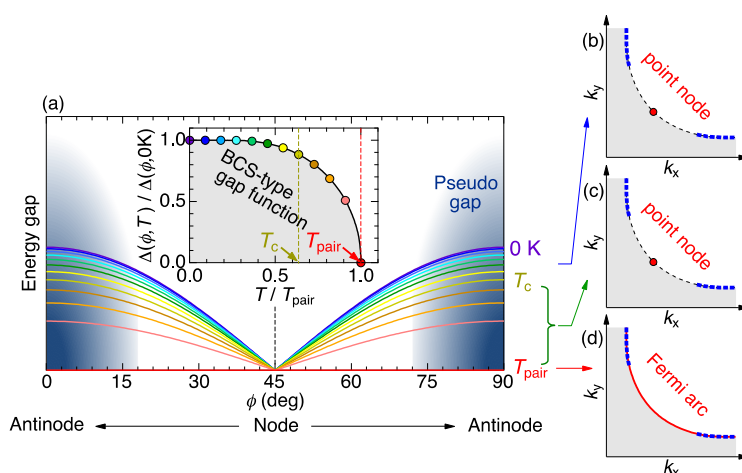 (a)
Energy gap
Δ(ϕ,T) / Δ(ϕ,0K)
1.0
0.5
0.0
BCS-type
gap function
T_c
T_pair
0.0
0.5
1.0
T / T_pair
Pseudo
gap
0 K
T_c
T_pair
0
15
30
45
60
75
90
ϕ (deg)
Antinode
Node
Antinode
(b)
k_y
point node
k_x
(c)
k_y
point node
k_x
(d)
k_y
Fermi arc
k_x